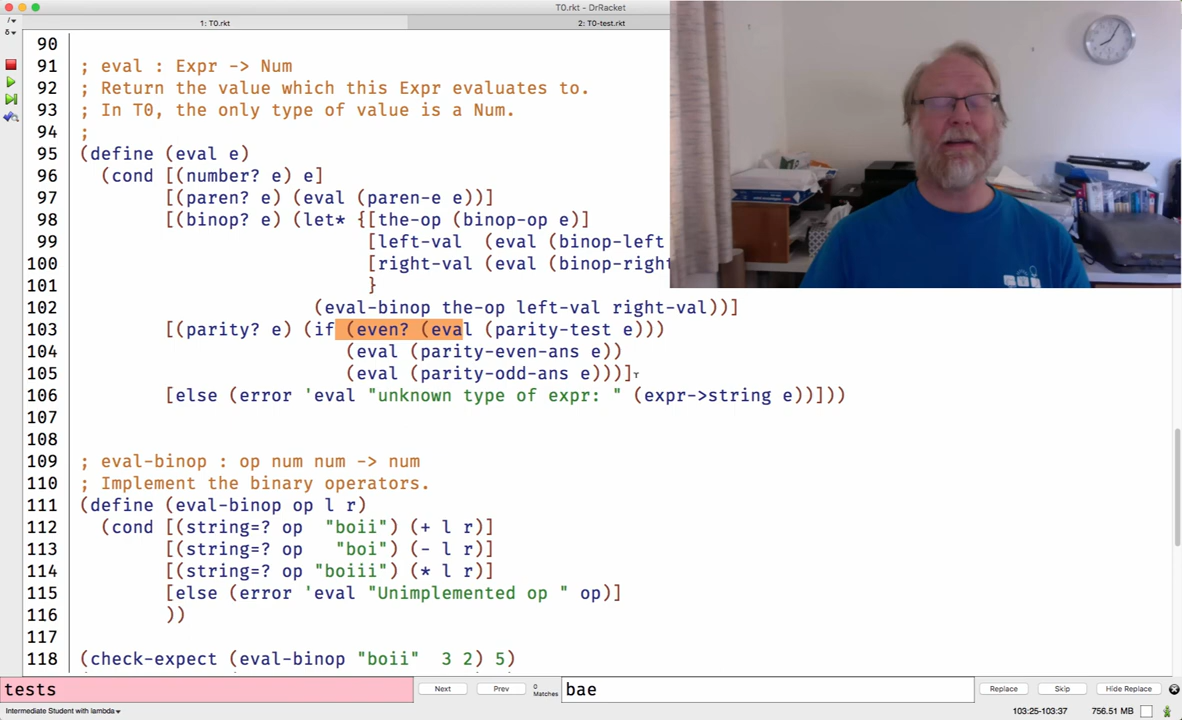 T0.rkt - DrRacket
1: T0.rkt
2: T0-test.rkt
90
91 ; eval : Expr -> Num
92 ; Return the value which this Expr evaluates to.
93 ; In T0, the only type of value is a Num.
94 ;
95 (define (eval e)
96 (cond [(number? e) e]
97 [(paren? e) (eval (paren-e e))]
98 [(binop? e) (let* {[the-op (binop-op e)]
99 [left-val (eval (binop-left
100 [right-val (eval (binop-right
101 }
102 (eval-binop the-op left-val right-val))]
103 [(parity? e) (if (even? (eval (parity-test e)))
104 (eval (parity-even-ans e))
105 (eval (parity-odd-ans e)))]
106 [else (error 'eval "unknown type of expr: " (expr->string e))]))
107
108
109 ; eval-binop : op num num -> num
110 ; Implement the binary operators.
111 (define (eval-binop op l r)
112 (cond [(string=? op "boii") (+ l r)]
113 [(string=? op "boi") (- l r)]
114 [(string=? op "boiii") (* l r)]
115 [else (error 'eval "Unimplemented op " op)]
116 ))
117
118 (check-expect (eval-binop "boii" 3 2) 5)
tests
Next
Prev
0
Matches
bae
Replace
Skip
Hide Replace
Intermediate Student with lambda
103:25-103:37
756.51 MB